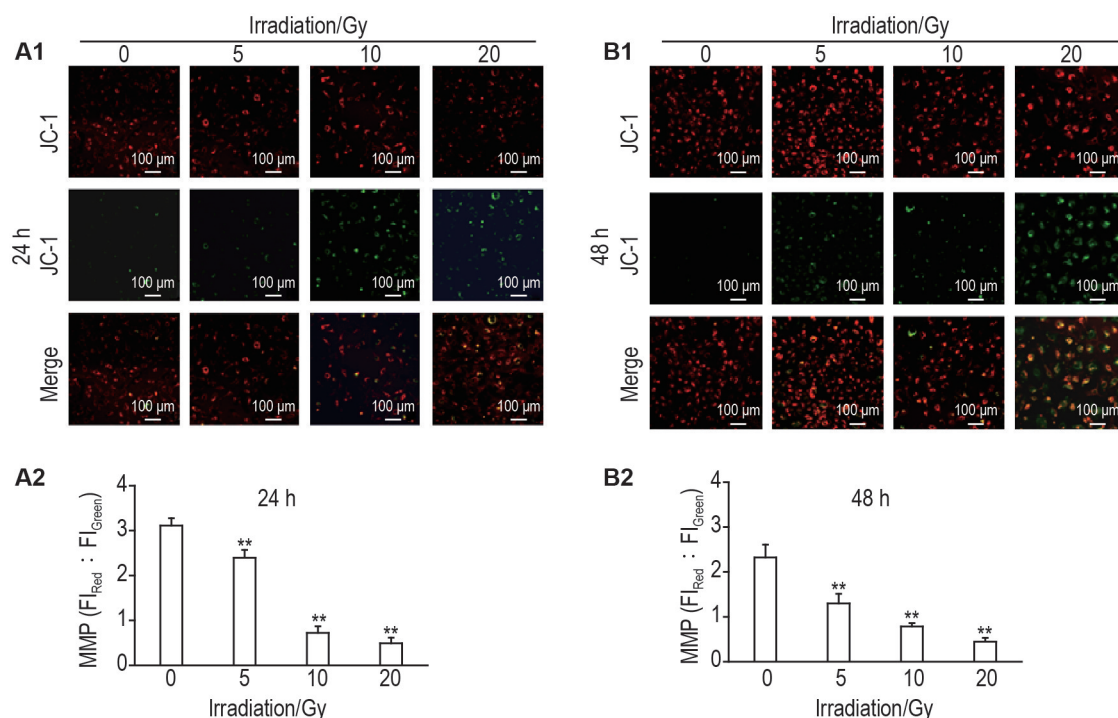 Irradiation/Gy
A1
0 5 10 20
JC-1
100 µm 100 µm 100 µm 100 µm
24 h
JC-1
100 µm 100 µm 100 µm 100 µm
Merge
100 µm 100 µm 100 µm 100 µm
Irradiation/Gy
B1
0 5 10 20
JC-1
100 µm 100 µm 100 µm 100 µm
48 h
JC-1
100 µm 100 µm 100 µm 100 µm
Merge
100 µm 100 µm 100 µm 100 µm
A2
24 h
MMP (FIRed : FIGreen)
4
3
2
1
0
** ** **
0 5 10 20
Irradiation/Gy
B2
48 h
MMP (FIRed : FIGreen)
4
3
2
1
0
** ** **
0 5 10 20
Irradiation/Gy